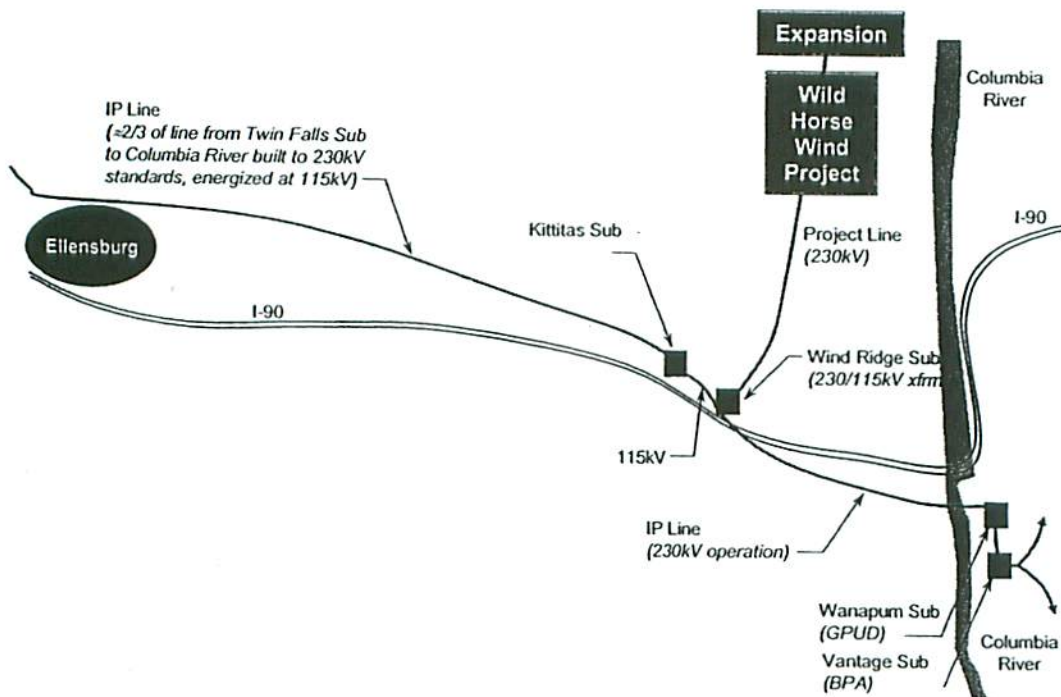 Expansion
Wild
Horse
Wind
Project
Columbia
River
IP Line
(≈2/3 of line from Twin Falls Sub
to Columbia River built to 230kV
standards, energized at 115kV)
I-90
Ellensburg
Kittitas Sub
Project Line
(230kV)
I-90
Wind Ridge Sub
(230/115kV xfrm
115kV
IP Line
(230kV operation)
Wanapum Sub
(GPUD)
Vantage Sub
(BPA)
Columbia
River